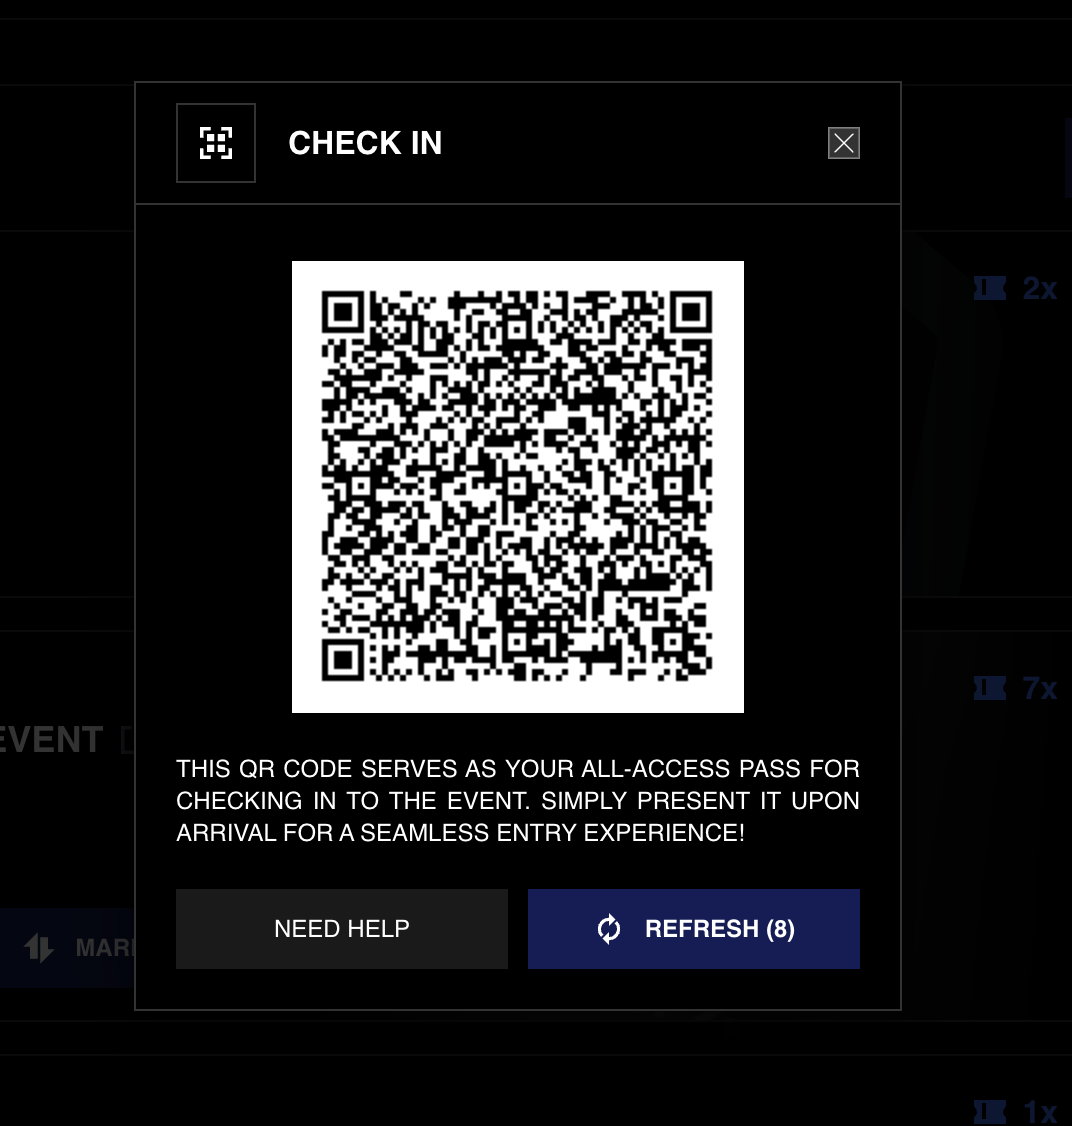 CHECK IN
2x
THIS QR CODE SERVES AS YOUR ALL-ACCESS PASS FOR
CHECKING IN TO THE EVENT. SIMPLY PRESENT IT UPON
ARRIVAL FOR A SEAMLESS ENTRY EXPERIENCE!
7x
EVENT
NEED HELP
REFRESH (8)
1x